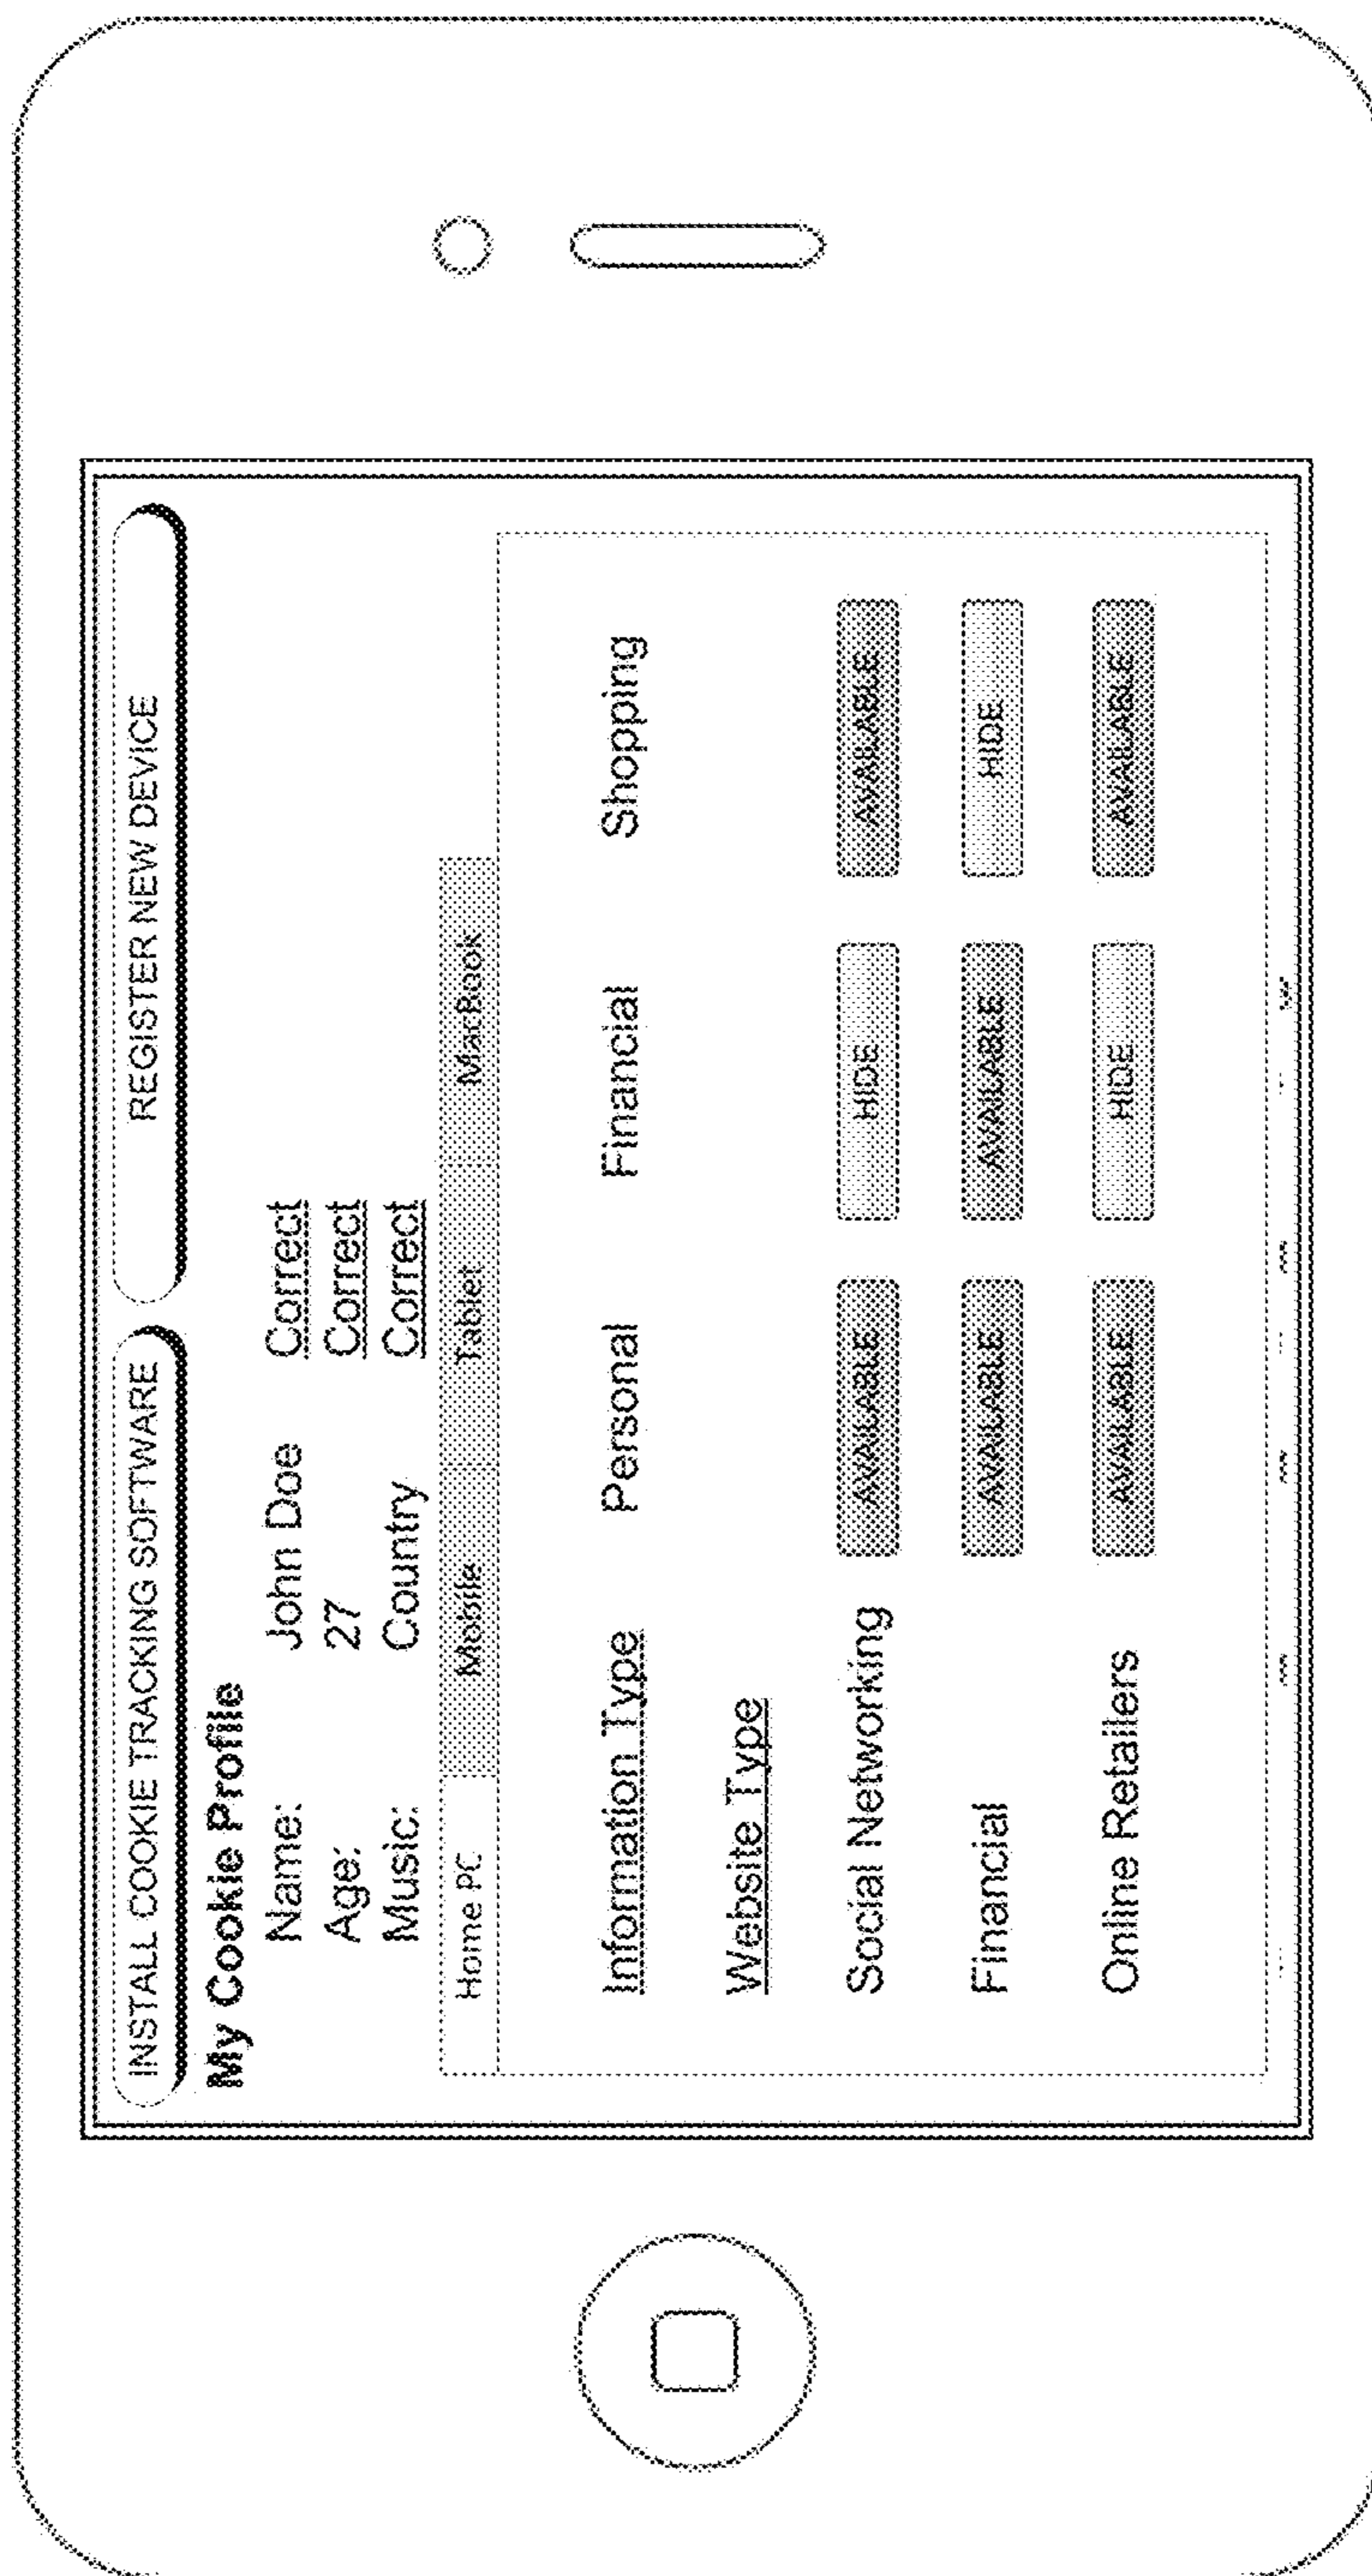 INSTALL COOKIE TRACKING SOFTWARE REGISTER NEW DEVICE
My Cookie Profile
Name: John Doe Correct
Age: 27 Correct
Music: Country Correct
Home PC Mobile Tablet MacBook
Information Type Personal Financial Shopping
Website Type
Social Networking AVAILABLE HIDE AVAILABLE
Financial AVAILABLE AVAILABLE HIDE
Online Retailers AVAILABLE HIDE AVAILABLE